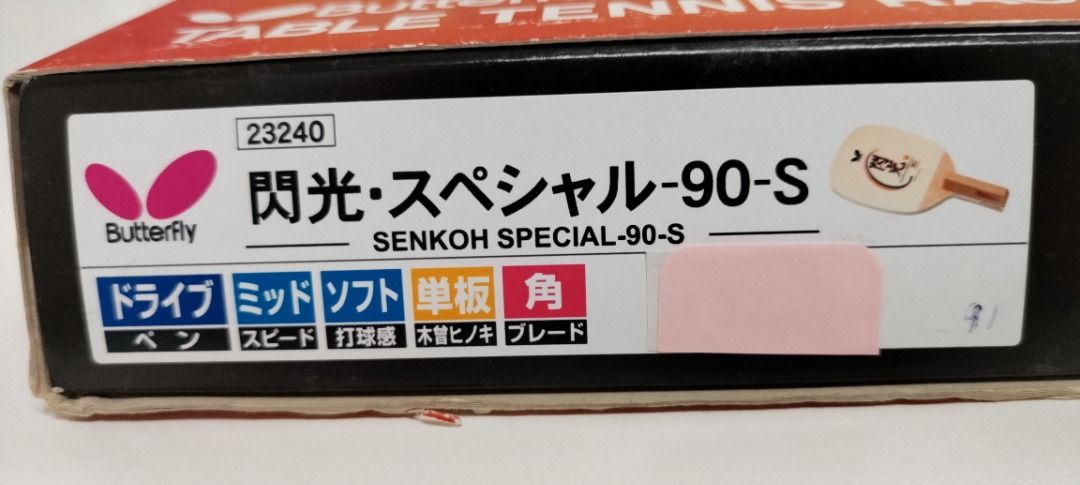 Butter
TABLE TENNIS RAC
23240
Butterfly
閃光・スペシャル-90-S
SENKOH SPECIAL-90-S
ドライブ ミッド ソフト 単板 角
ペン スピード 打球感 木曽ヒノキ ブレード